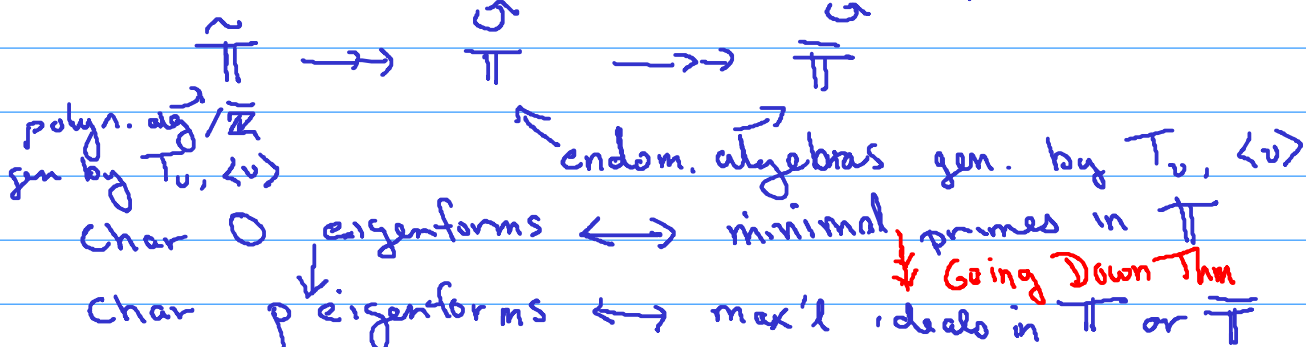 𝕋̃ ↠ 𝕋 ↠ 𝕋̄
polyn. alg / ℤ̄
gen by T_v, <v>
endom. algebras gen. by T_v, <v>
char 0 eigenforms ↔ minimal primes in 𝕋
Going Down Thm
char p eigenforms ↔ max'l ideals in 𝕋 or 𝕋̄